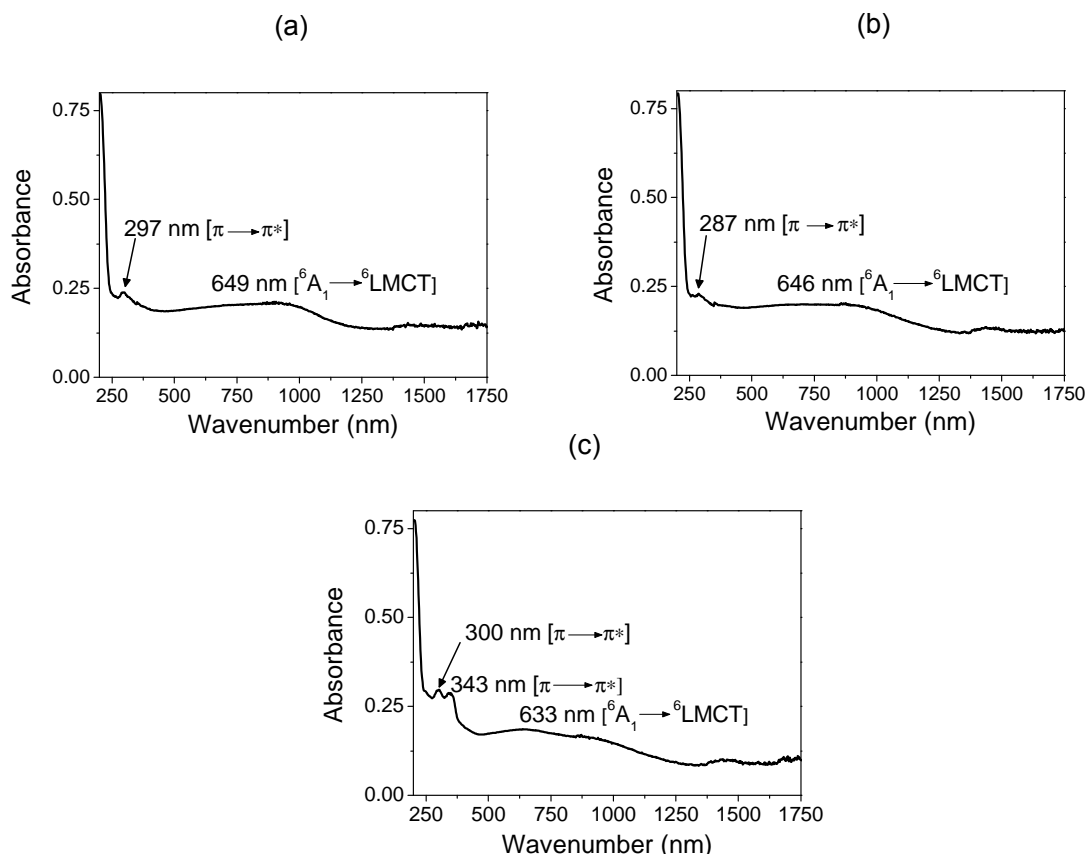 (a)
0.75
0.50
0.25
0.00
Absorbance
297 nm [π→π*]
649 nm [⁶A₁→⁶LMCT]
250 500 750 1000 1250 1500 1750
Wavenumber (nm)
(b)
0.75
0.50
0.25
0.00
Absorbance
287 nm [π→π*]
646 nm [⁶A₁→⁶LMCT]
250 500 750 1000 1250 1500 1750
Wavenumber (nm)
(c)
0.75
0.50
0.25
0.00
Absorbance
300 nm [π→π*]
343 nm [π→π*]
633 nm [⁶A₁→⁶LMCT]
250 500 750 1000 1250 1500 1750
Wavenumber (nm)